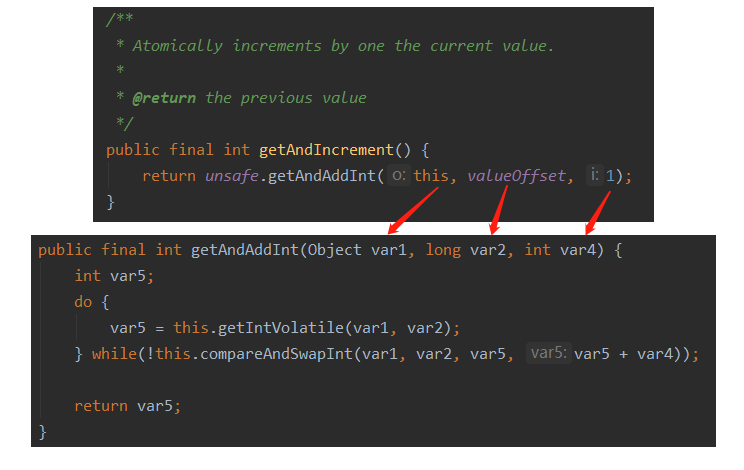 /**
 * Atomically increments by one the current value.
 *
 * @return the previous value
 */
public final int getAndIncrement() {
    return unsafe.getAndAddInt( o: this, valueOffset, i: 1);
}
public final int getAndAddInt(Object var1, long var2, int var4) {
    int var5;
    do {
        var5 = this.getIntVolatile(var1, var2);
    } while(!this.compareAndSwapInt(var1, var2, var5, var5: var5 + var4));
    return var5;
}